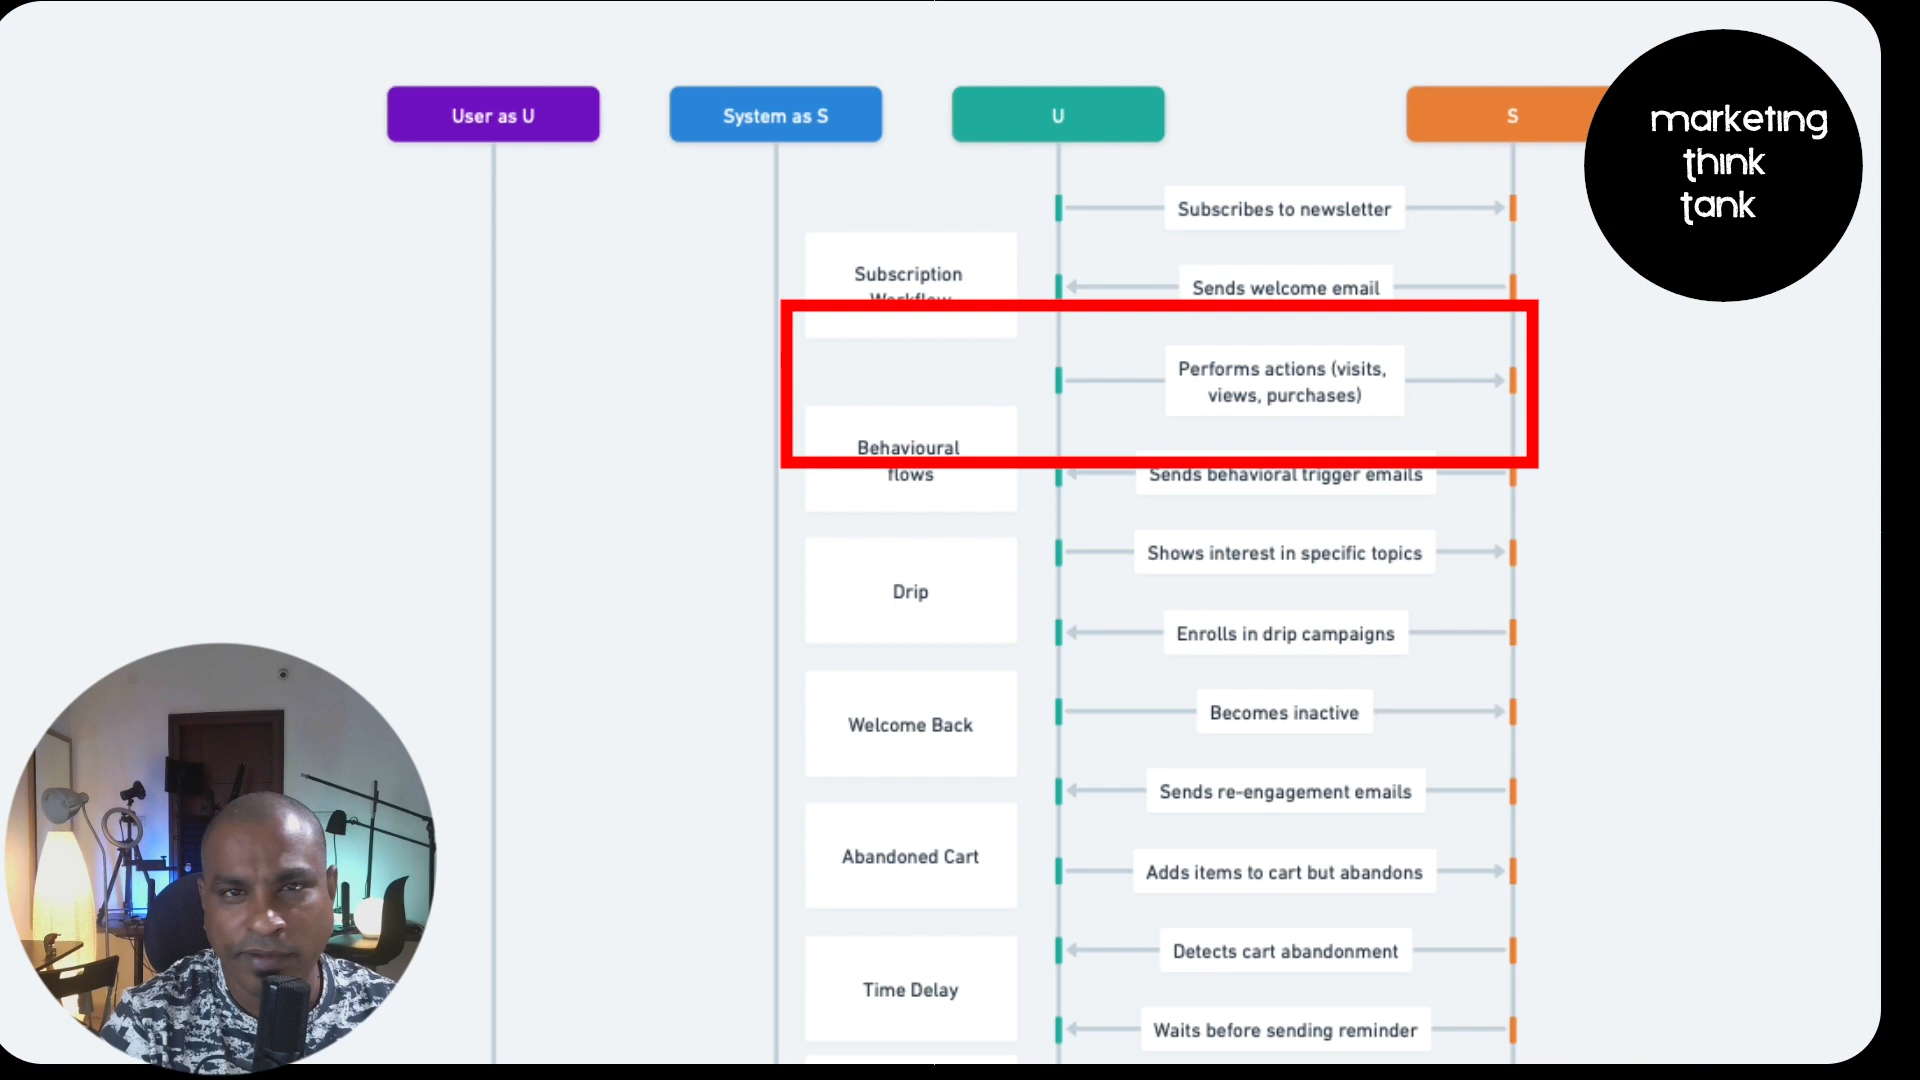 User as U
System as S
U
S
marketing
think
tank
Subscribes to newsletter
Subscription
Workflow
Sends welcome email
Performs actions (visits,
views, purchases)
Behavioural
flows
Sends behavioral trigger emails
Shows interest in specific topics
Drip
Enrolls in drip campaigns
Welcome Back
Becomes inactive
Sends re-engagement emails
Abandoned Cart
Adds items to cart but abandons
Detects cart abandonment
Time Delay
Waits before sending reminder